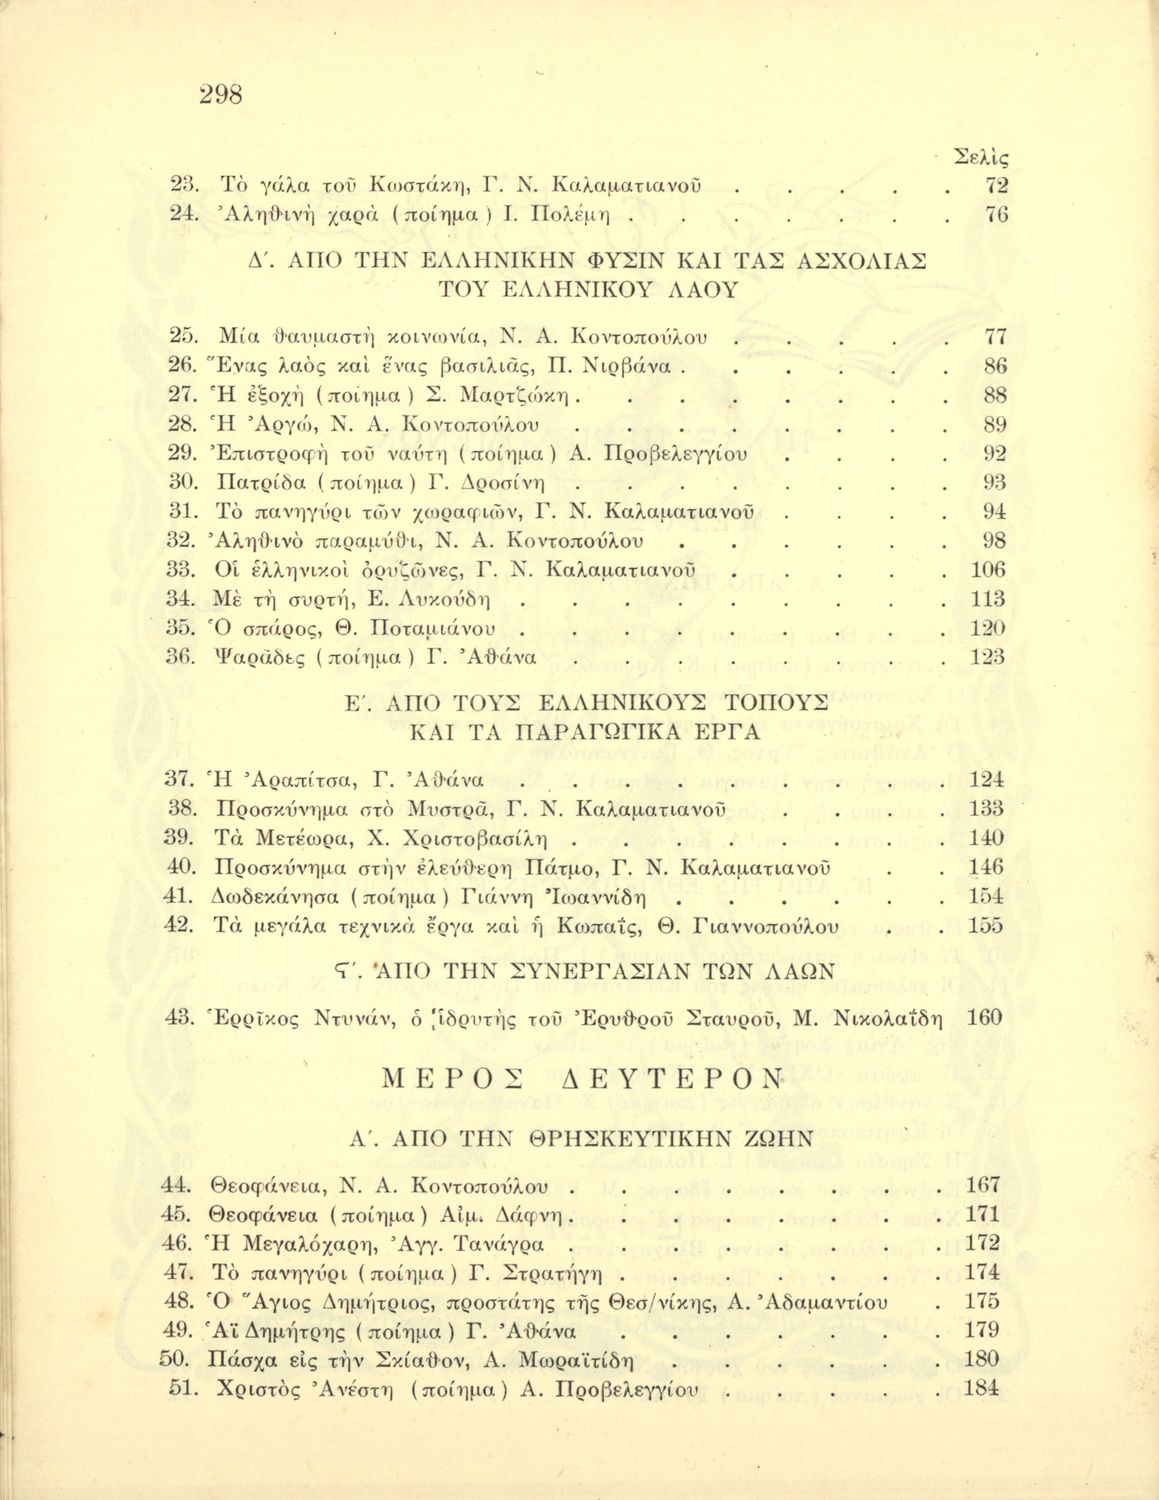 298
Σελὶς
23. Τὸ γάλα τοῦ Κωστάκη, Γ. Ν. Καλαματιανοῦ . . . . . 72
24. Ἀληθινὴ χαρὰ (ποίημα) Ι. Πολέμη . . . . . . . 76
Δ΄. ΑΠΟ ΤΗΝ ΕΛΛΗΝΙΚΗΝ ΦΥΣΙΝ ΚΑΙ ΤΑΣ ΑΣΧΟΛΙΑΣ
ΤΟΥ ΕΛΛΗΝΙΚΟΥ ΛΑΟΥ
25. Μία θαυμαστὴ κοινωνία, Ν. Α. Κοντοπούλου . . . . . 77
26. Ἕνας λαὸς καὶ ἕνας βασιλιᾶς, Π. Νιρβάνα . . . . . . 86
27. Ἡ ἐξοχὴ (ποίημα) Σ. Μαρτζώκη . . . . . . . . 88
28. Ἡ Ἀργώ, Ν. Α. Κοντοπούλου . . . . . . . . 89
29. Ἐπιστροφὴ τοῦ ναύτη (ποίημα) Α. Προβελεγγίου . . . . 92
30. Πατρίδα (ποίημα) Γ. Δροσίνη . . . . . . . . 93
31. Τὸ πανηγύρι τῶν χωραφιῶν, Γ. Ν. Καλαματιανοῦ . . . . 94
32. Ἀληθινὸ παραμύθι, Ν. Α. Κοντοπούλου . . . . . . 98
33. Οἱ ἑλληνικοὶ ὀρυζῶνες, Γ. Ν. Καλαματιανοῦ . . . . . 106
34. Μὲ τὴ συρτή, Ε. Λυκούδη . . . . . . . . . 113
35. Ὁ σπάρος, Θ. Ποταμιάνου . . . . . . . . . 120
36. Ψαρᾶδες (ποίημα) Γ. Ἀθάνα . . . . . . . . 123
Ε΄. ΑΠΟ ΤΟΥΣ ΕΛΛΗΝΙΚΟΥΣ ΤΟΠΟΥΣ
ΚΑΙ ΤΑ ΠΑΡΑΓΩΓΙΚΑ ΕΡΓΑ
37. Ἡ Ἀραπίτσα, Γ. Ἀθάνα . . . . . . . . . 124
38. Προσκύνημα στὸ Μυστρᾶ, Γ. Ν. Καλαματιανοῦ . . . . 133
39. Τὰ Μετέωρα, Χ. Χριστοβασίλη . . . . . . . . 140
40. Προσκύνημα στὴν ἐλεύθερη Πάτμο, Γ. Ν. Καλαματιανοῦ . . 146
41. Δωδεκάνησα (ποίημα) Γιάννη Ἰωαννίδη . . . . . . 154
42. Τὰ μεγάλα τεχνικὰ ἔργα καὶ ἡ Κωπαΐς, Θ. Γιαννοπούλου . . 155
Ϛ΄. ἈΠΟ ΤΗΝ ΣΥΝΕΡΓΑΣΙΑΝ ΤΩΝ ΛΑΩΝ
43. Ἐρρῖκος Ντυνάν, ὁ ἱδρυτὴς τοῦ Ἐρυθροῦ Σταυροῦ, Μ. Νικολαΐδη 160
ΜΕΡΟΣ ΔΕΥΤΕΡΟΝ
Α΄. ΑΠΟ ΤΗΝ ΘΡΗΣΚΕΥΤΙΚΗΝ ΖΩΗΝ
44. Θεοφάνεια, Ν. Α. Κοντοπούλου . . . . . . . . 167
45. Θεοφάνεια (ποίημα) Αἰμ. Δάφνη . . . . . . . . 171
46. Ἡ Μεγαλόχαρη, Ἀγγ. Τανάγρα . . . . . . . . 172
47. Τὸ πανηγύρι (ποίημα) Γ. Στρατήγη . . . . . . . 174
48. Ὁ Ἅγιος Δημήτριος, προστάτης τῆς Θεσ/νίκης, Α. Ἀδαμαντίου . 175
49. Ἁϊ Δημήτρης (ποίημα) Γ. Ἀθάνα . . . . . . . 179
50. Πάσχα εἰς τὴν Σκίαθον, Α. Μωραϊτίδη . . . . . . 180
51. Χριστὸς Ἀνέστη (ποίημα) Α. Προβελεγγίου . . . . . 184